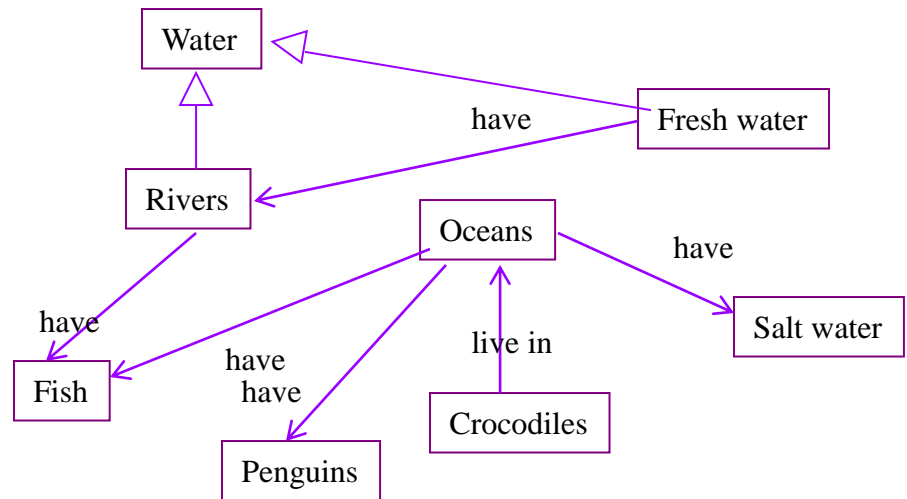 Water
have
Fresh water
Rivers
Oceans
have
Salt water
have
live in
have
Fish
have
Crocodiles
Penguins